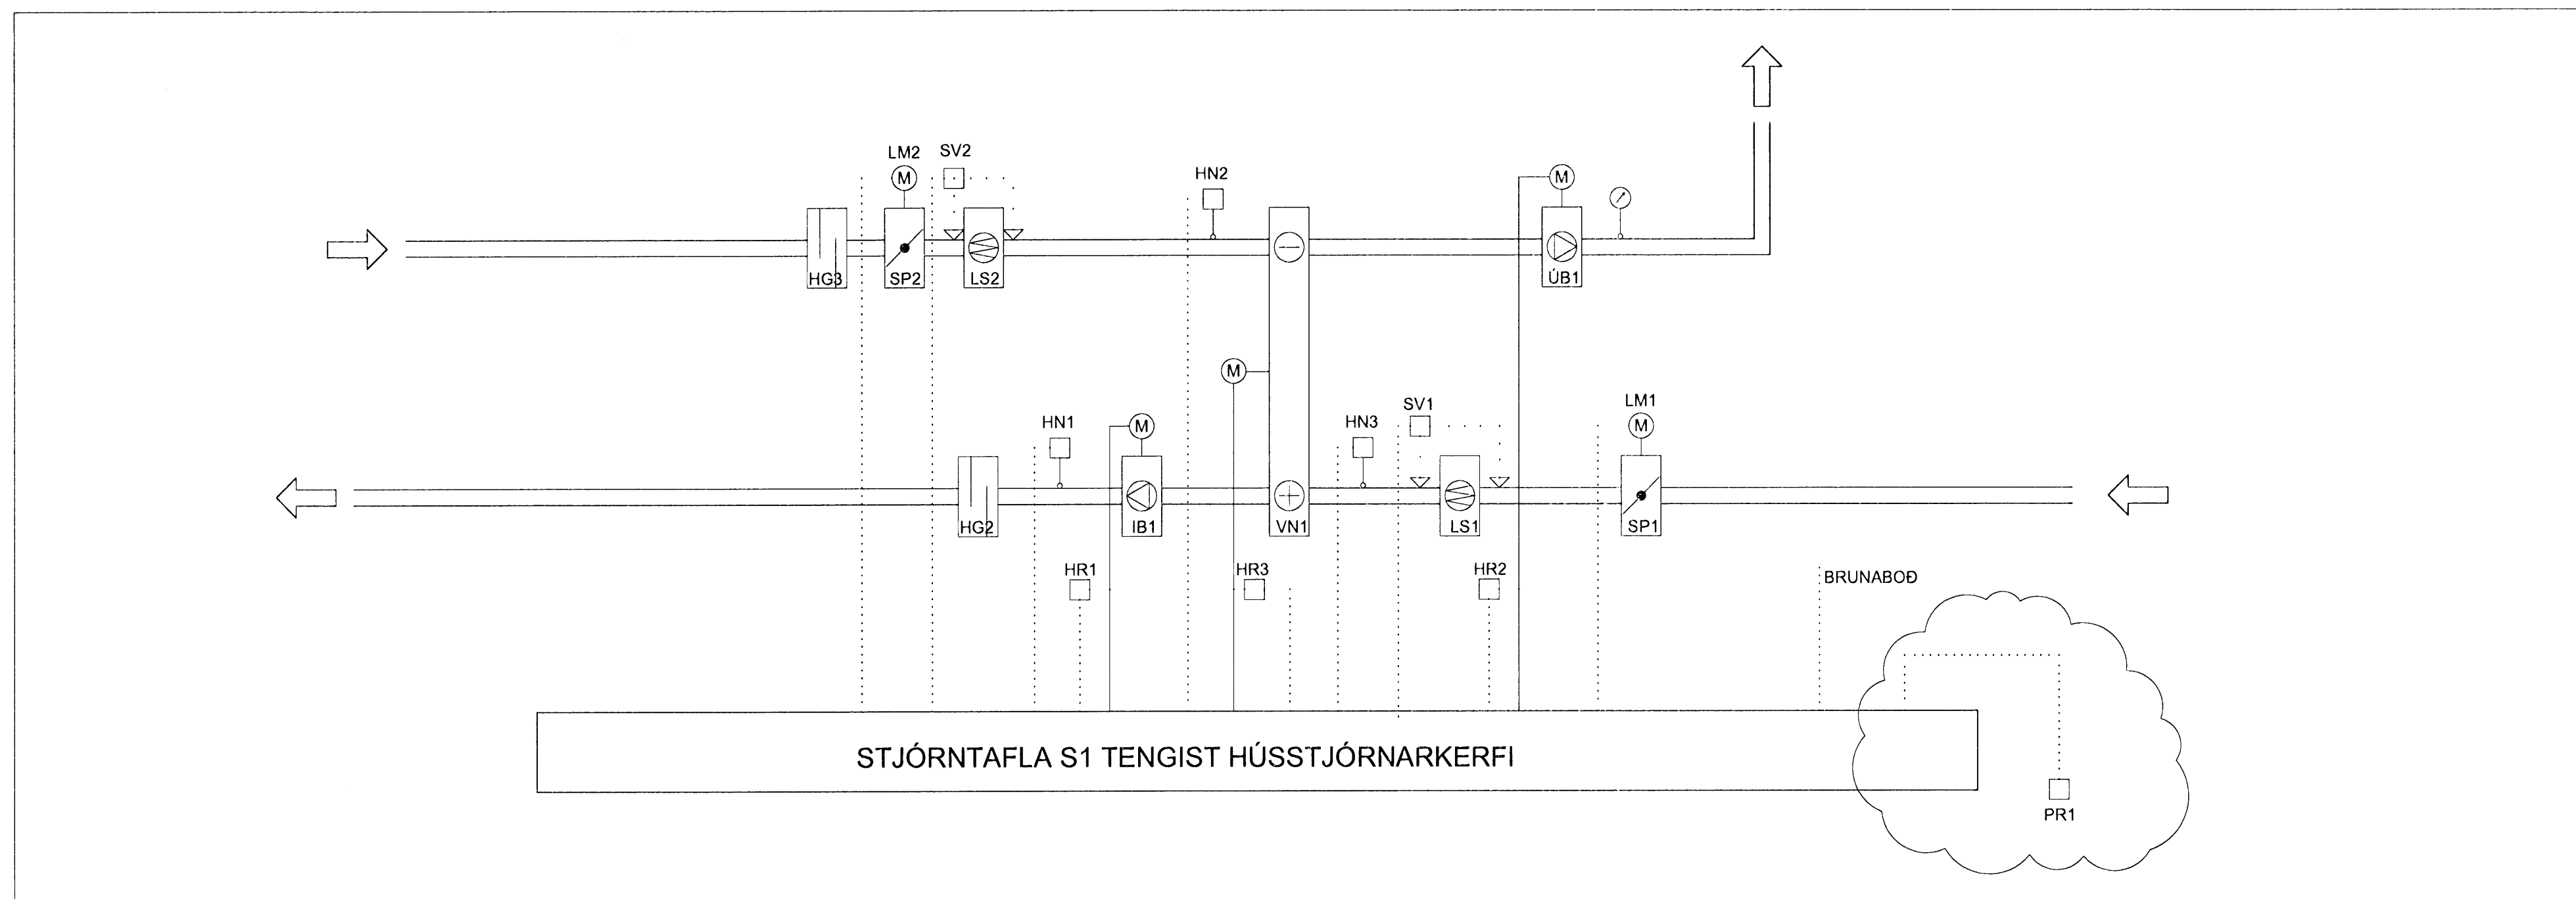 LM2
SV2
M
HN2
M
HG3
SP2
LS2
ÚB1
M
LM1
SV1
HN1
M
HN3
M
HG2
IB1
VN1
LS1
SP1
HR1
HR3
HR2
BRUNABOÐ
STJÓRNTAFLA S1 TENGIST HÚSSTJÓRNARKERFI
PR1